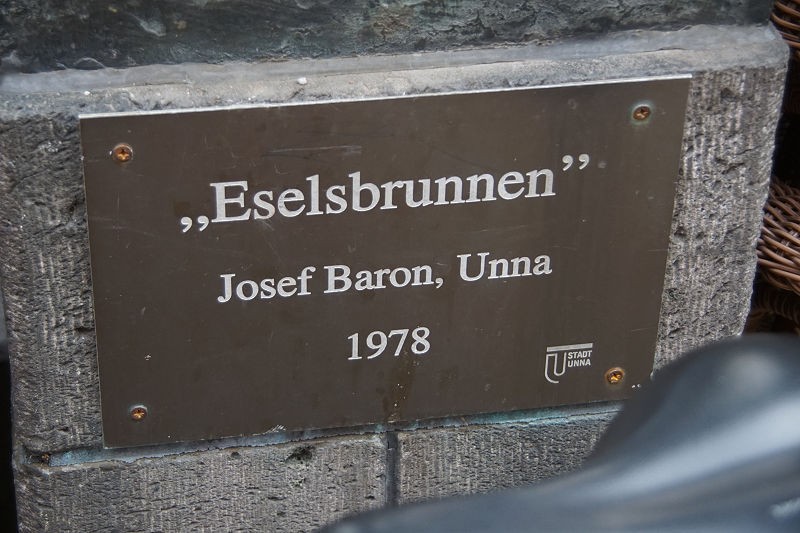 „Eselsbrunnen”
Josef Baron, Unna
1978
STADT
UNNA